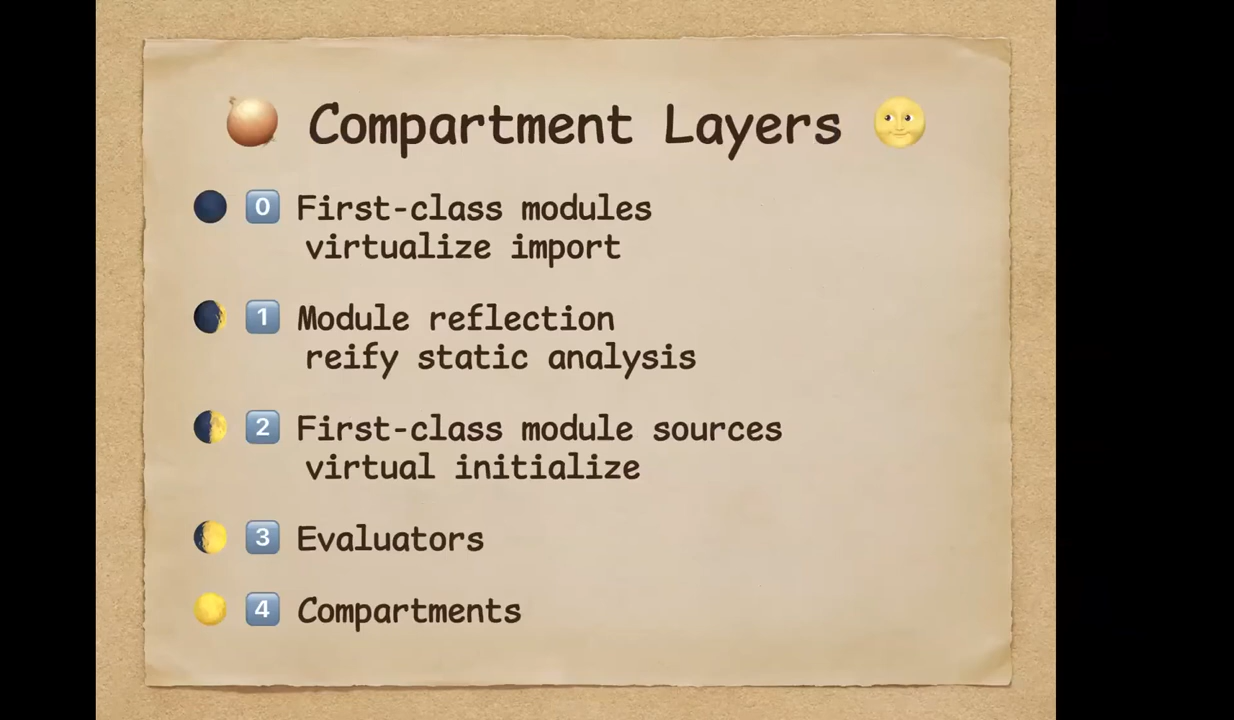 Compartment Layers
0 First-class modules
virtualize import
1 Module reflection
reify static analysis
2 First-class module sources
virtual initialize
3 Evaluators
4 Compartments